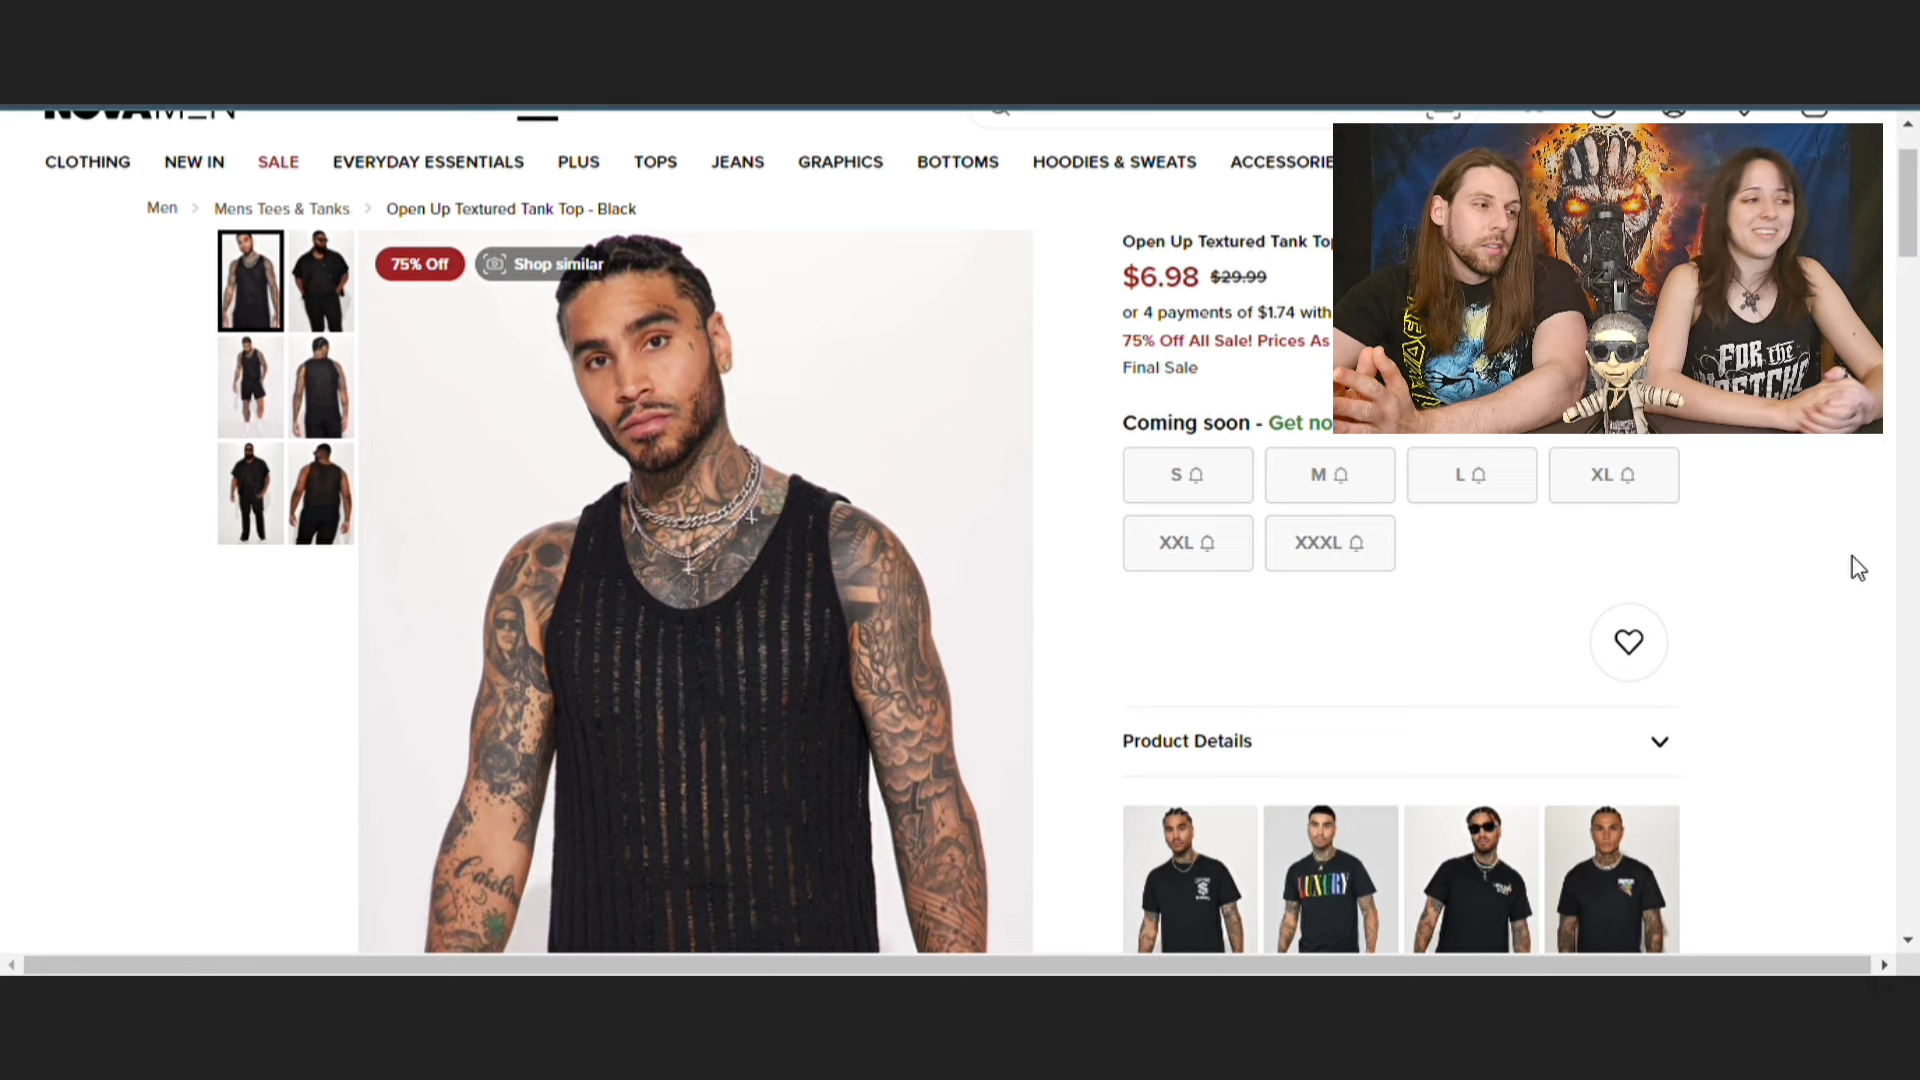 NOVAMEN
CLOTHING NEW IN SALE EVERYDAY ESSENTIALS PLUS TOPS JEANS GRAPHICS BOTTOMS HOODIES & SWEATS ACCESSORIE
Men > Mens Tees & Tanks > Open Up Textured Tank Top - Black
75% Off
Shop similar
Open Up Textured Tank To
$6.98 $29.99
or 4 payments of $1.74 with
75% Off All Sale! Prices As
Final Sale
FOR the
Coming soon - Get no
S M L XL
XXL XXXL
Product Details
LUXURY